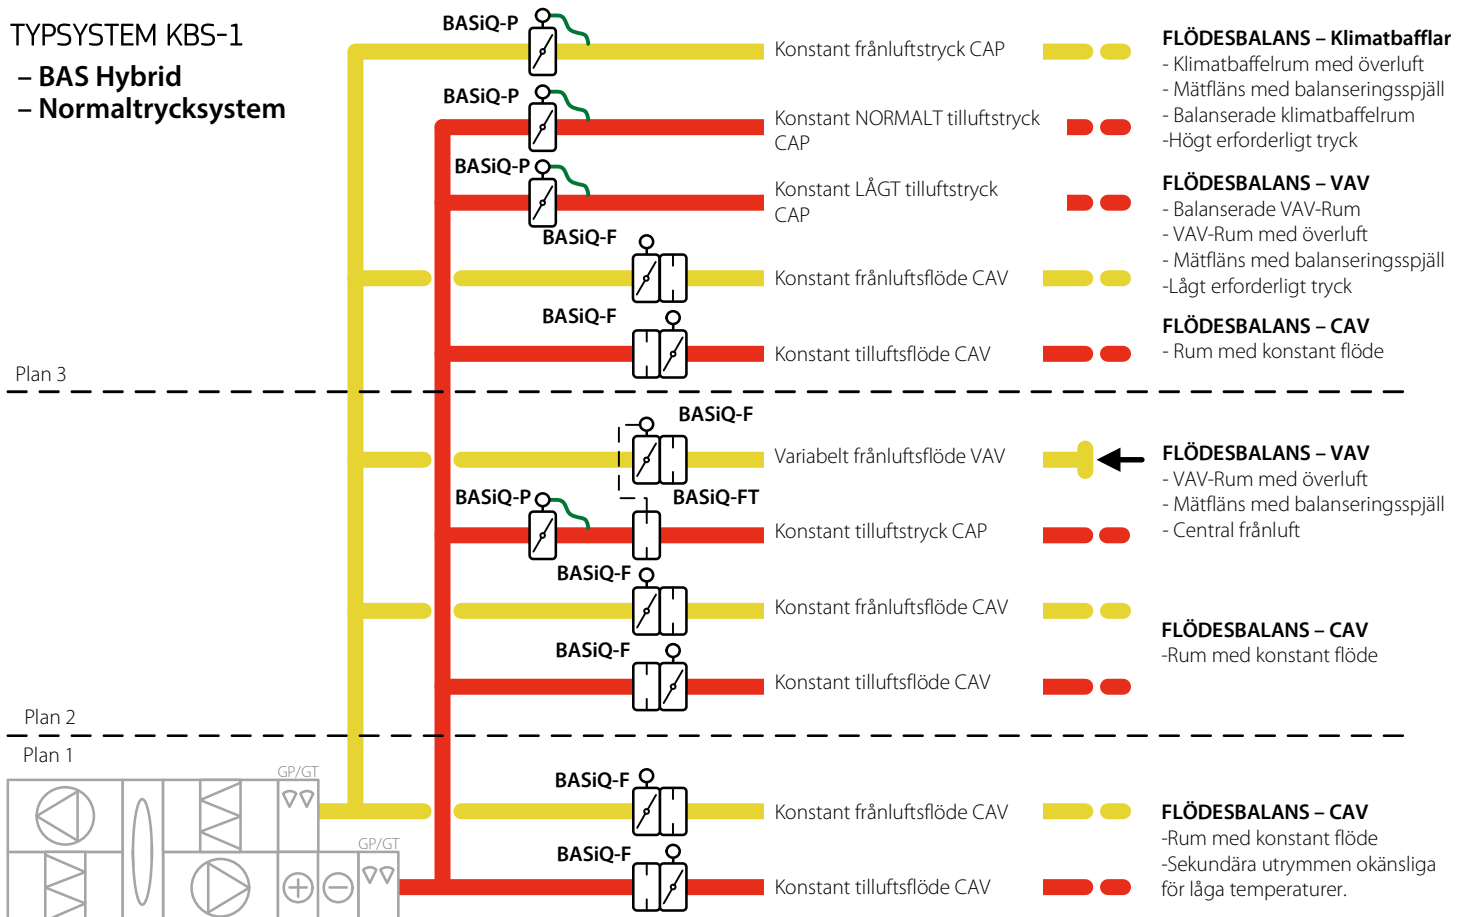 TYPSYSTEM KBS-1
– BAS Hybrid
– Normaltrycksystem
BASiQ-P
Konstant frånluftstryck CAP
BASiQ-P
Konstant NORMALT tilluftstryck
CAP
BASiQ-P
Konstant LÅGT tilluftstryck
CAP
BASiQ-F
Konstant frånluftsflöde CAV
BASiQ-F
Konstant tilluftsflöde CAV
FLÖDESBALANS – Klimatbafflar
- Klimatbaffelrum med överluft
- Mätfläns med balanseringsspjäll
- Balanserade klimatbaffelrum
-Högt erforderligt tryck
FLÖDESBALANS – VAV
- Balanserade VAV-Rum
- VAV-Rum med överluft
- Mätfläns med balanseringsspjäll
-Lågt erforderligt tryck
FLÖDESBALANS – CAV
- Rum med konstant flöde
Plan 3
BASiQ-F
Variabelt frånluftsflöde VAV
BASiQ-P
BASiQ-FT
Konstant tilluftstryck CAP
BASiQ-F
Konstant frånluftsflöde CAV
BASiQ-F
Konstant tilluftsflöde CAV
FLÖDESBALANS – VAV
- VAV-Rum med överluft
- Mätfläns med balanseringsspjäll
- Central frånluft
FLÖDESBALANS – CAV
-Rum med konstant flöde
Plan 2
Plan 1
GP/GT
GP/GT
BASiQ-F
Konstant frånluftsflöde CAV
BASiQ-F
Konstant tilluftsflöde CAV
FLÖDESBALANS – CAV
-Rum med konstant flöde
-Sekundära utrymmen okänsliga
för låga temperaturer.